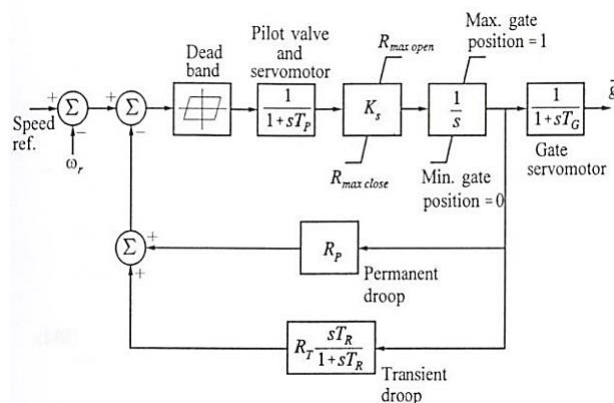 Max. gate
position = 1
Dead
band
Pilot valve
and
servomotor
R_max open
Σ
Σ
1
1+sT_P
K_s
1
s
1
1+sT_G
g
Speed
ref.
ω_r
R_max close
Min. gate
position = 0
Gate
servomotor
Σ
R_P
Permanent
droop
R_T sT_R
1+sT_R
Transient
droop